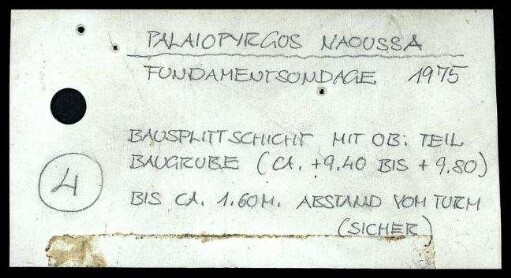 PALAIOPYRGOS NAOUSSA
FUNDAMENTSONDAGE 1975
BAUSPLITTSCHICHT MIT OB. TEIL
BAUGRUBE (CA. +9.40 BIS +9.80)
4
BIS CA. 1.60M. ABSTAND VOM TURM
(SICHER)